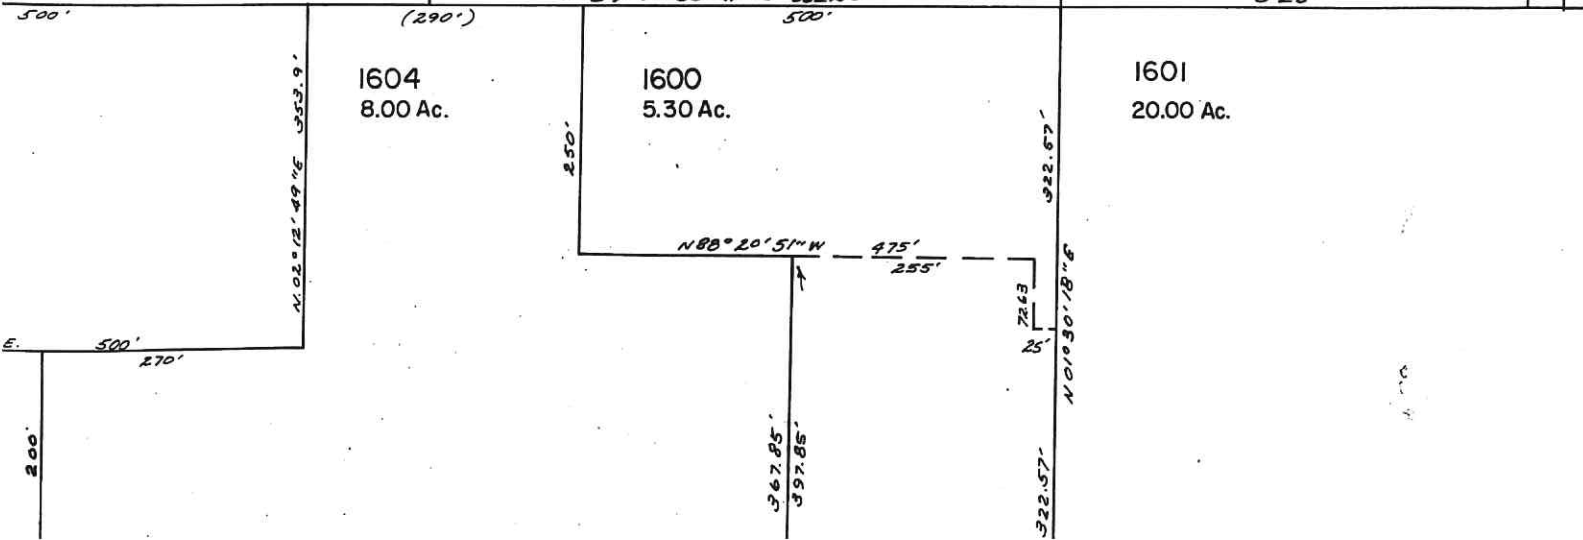 500'
(290')
500'
1604
8.00 Ac.
1600
5.30 Ac.
1601
20.00 Ac.
N.02°12'49"E 353.9'
250'
322.67'
N88°20'51"W 475'
255'
72.63
25'
N01°30'18"E
E. 500'
270'
200'
367.85'
397.85'
322.57'